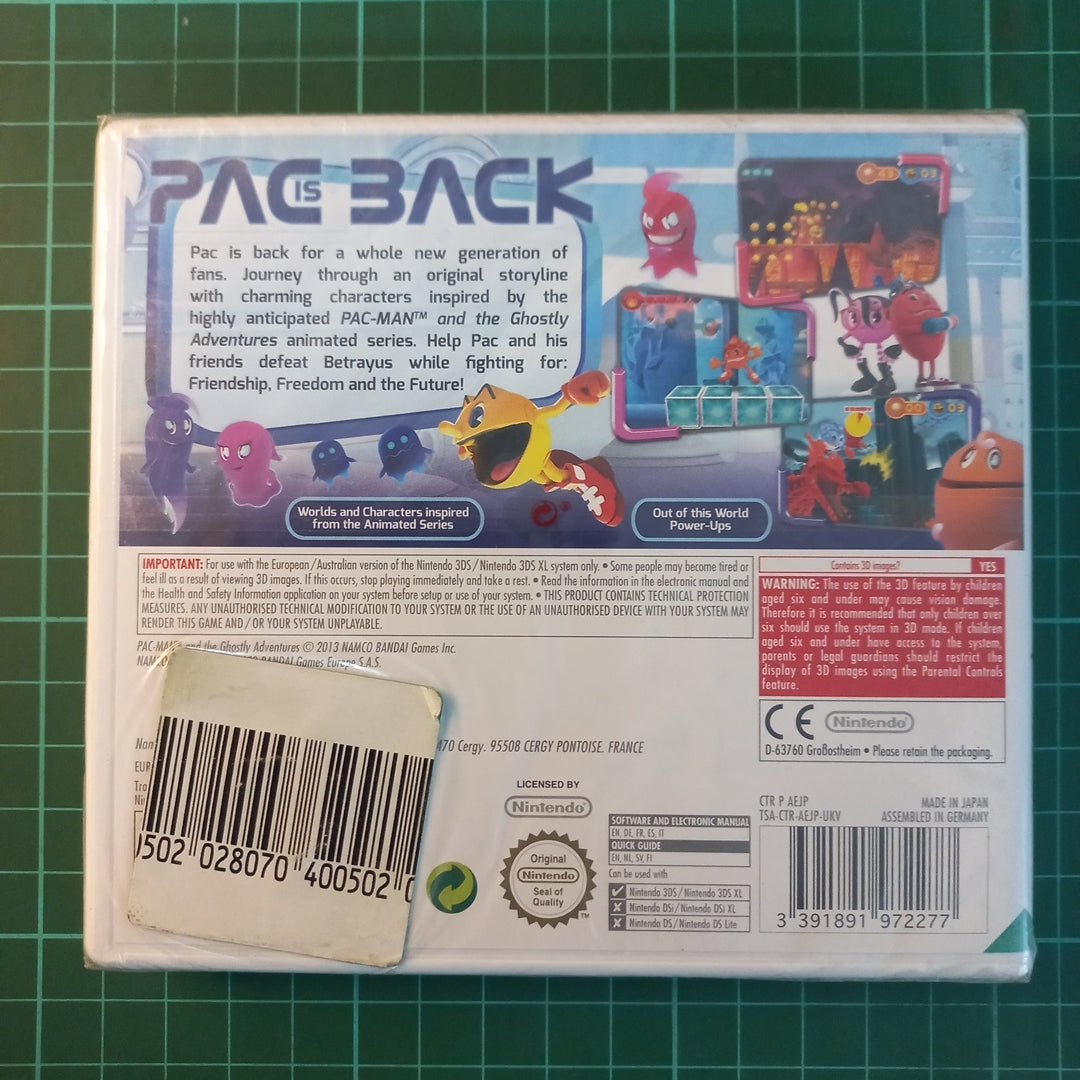 PAC IS BACK
Pac is back for a whole new generation of
fans. Journey through an original storyline
with charming characters inspired by the
highly anticipated PAC-MAN™ and the Ghostly
Adventures animated series. Help Pac and his
friends defeat Betrayus while fighting for:
Friendship, Freedom and the Future!
43 03
00 03
Worlds and Characters inspired
from the Animated Series
Out of this World
Power-Ups
IMPORTANT: For use with the European/Australian version of the Nintendo 3DS/Nintendo 3DS XL system only. • Some people may become tired or
feel ill as a result of viewing 3D images. If this occurs, stop playing immediately and take a rest. • Read the information in the electronic manual and
the Health and Safety Information application on your system before setup or use of your system. • THIS PRODUCT CONTAINS TECHNICAL PROTECTION
MEASURES. ANY UNAUTHORISED TECHNICAL MODIFICATION TO YOUR SYSTEM OR THE USE OF AN UNAUTHORISED DEVICE WITH YOUR SYSTEM MAY
RENDER THIS GAME AND/OR YOUR SYSTEM UNPLAYABLE.
Contains 3D images? YES
WARNING: The use of the 3D feature by children
aged six and under may cause vision damage.
Therefore it is recommended that only children over
six should use the system in 3D mode. If children
aged six and under have access to the system,
parents or legal guardians should restrict the
display of 3D images using the Parental Controls
feature.
PAC-MAN and the Ghostly Adventures © 2013 NAMCO BANDAI Games Inc.
BANDAI Games Europe S.A.S.
470 Cergy. 95508 CERGY PONTOISE. FRANCE
CE Nintendo
D-63760 Großostheim • Please retain the packaging.
502 028070 400502
LICENSED BY
Nintendo
Original
Nintendo
Seal of
Quality
TM
SOFTWARE AND ELECTRONIC MANUAL
EN, DE, FR, ES, IT
QUICK GUIDE
EN, NL, SV, FI
Can be used with
Nintendo 3DS/Nintendo 3DS XL
Nintendo DSi/Nintendo DSi XL
Nintendo DS/Nintendo DS Lite
CTR P AEJP MADE IN JAPAN
TSA-CTR-AEJP-UKV ASSEMBLED IN GERMANY
3 391891 972277